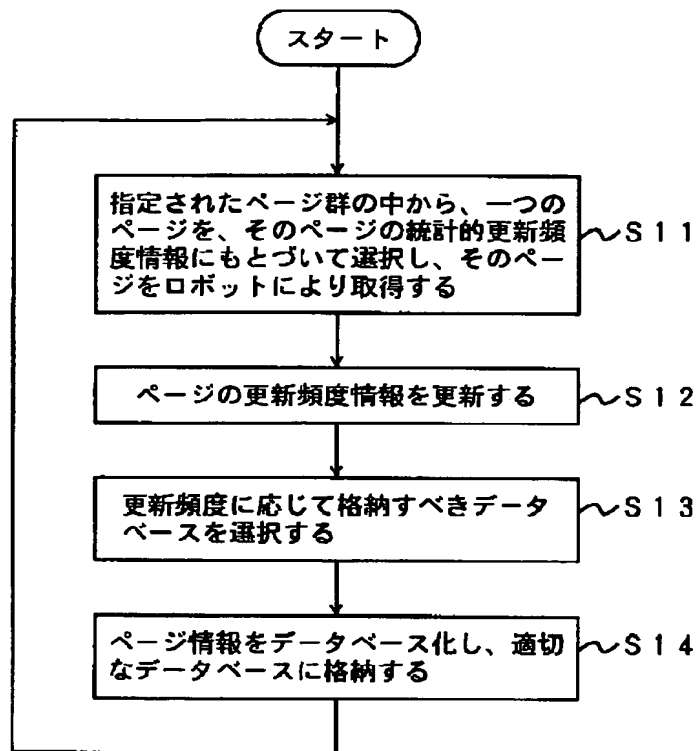 スタート
指定されたページ群の中から、一つの
ページを、そのページの統計的更新頻
度情報にもとづいて選択し、そのペー
ジをロボットにより取得する
S11
ページの更新頻度情報を更新する
S12
更新頻度に応じて格納すべきデータ
ベースを選択する
S13
ページ情報をデータベース化し、適切
なデータベースに格納する
S14